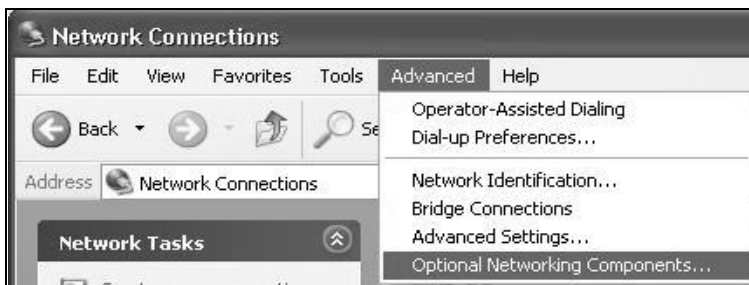 Network Connections
File Edit View Favorites Tools Advanced Help
Operator-Assisted Dialing
Back
Dial-up Preferences...
Address Network Connections
Network Identification...
Bridge Connections
Network Tasks
Advanced Settings...
Optional Networking Components...